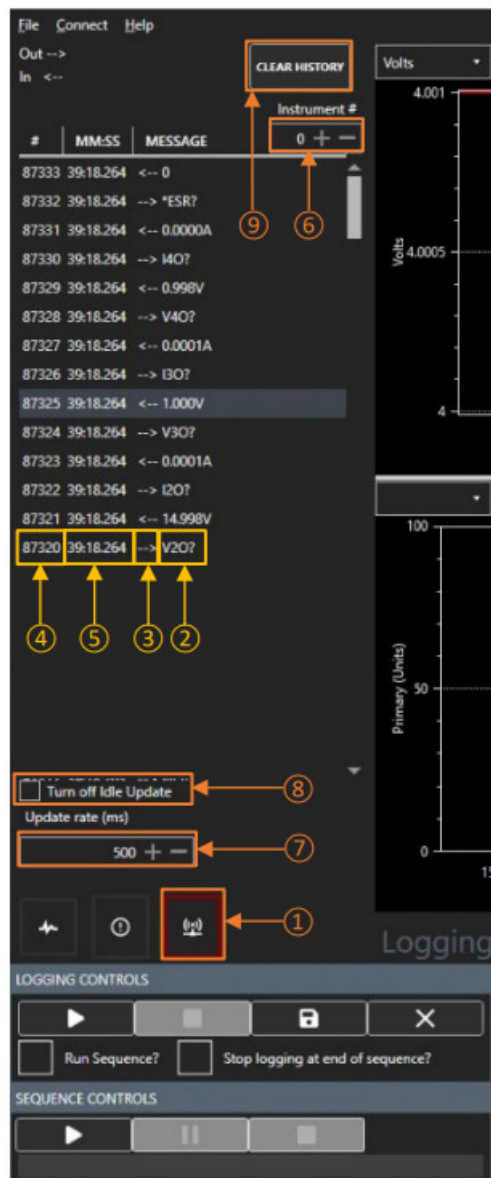 File Connect Help
Out -->
In <--
CLEAR HISTORY
Volts
Instrument #
0 + −
# MM:SS MESSAGE
87333 39:18.264 <-- 0
87332 39:18.264 --> *ESR?
87331 39:18.264 <-- 0.0000A
87330 39:18.264 --> I4O?
87329 39:18.264 <-- 0.998V
87328 39:18.264 --> V4O?
87327 39:18.264 <-- 0.0001A
87326 39:18.264 --> I3O?
87325 39:18.264 <-- 1.000V
87324 39:18.264 --> V3O?
87323 39:18.264 <-- 0.0001A
87322 39:18.264 --> I2O?
87321 39:18.264 <-- 14.998V
87320 39:18.264 --> V2O?
⑨ ⑥
④ ⑤ ③ ②
4.001
4.0005
4
Volts
100
50
0
15
Primary (Units)
Turn off Idle Update
⑧
Update rate (ms)
500 + −
⑦
①
Logging
LOGGING CONTROLS
Run Sequence? Stop logging at end of sequence?
SEQUENCE CONTROLS